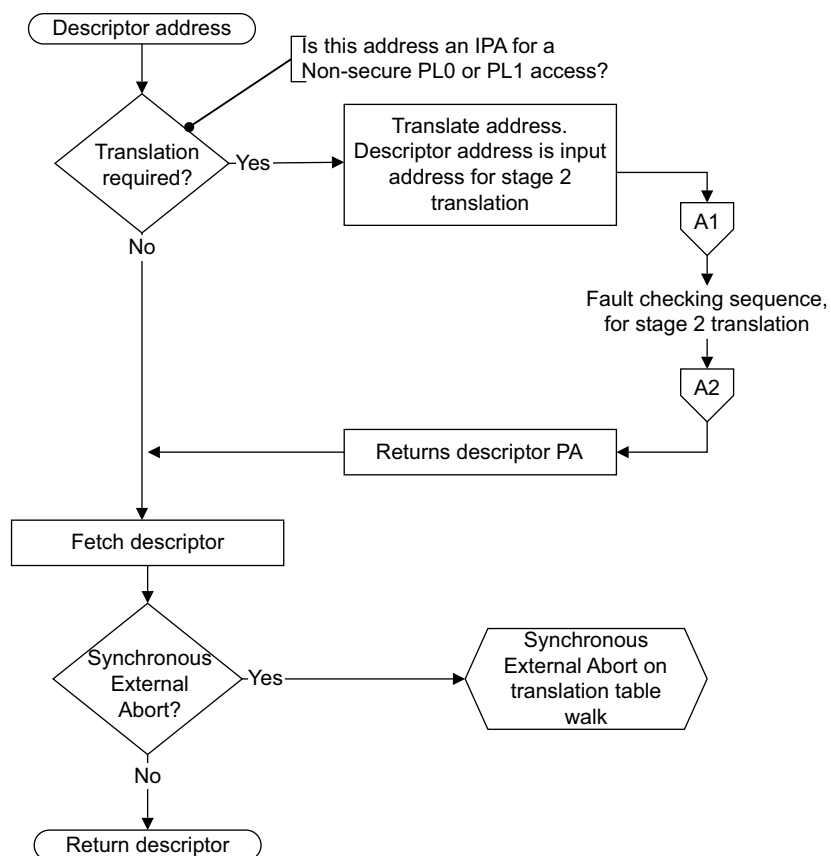 Descriptor address
Is this address an IPA for a
Non-secure PL0 or PL1 access?
Translation
required?
Yes
Translate address.
Descriptor address is input
address for stage 2
translation
A1
No
Fault checking sequence,
for stage 2 translation
A2
Returns descriptor PA
Fetch descriptor
Synchronous
External
Abort?
Yes
Synchronous
External Abort on
translation table
walk
No
Return descriptor